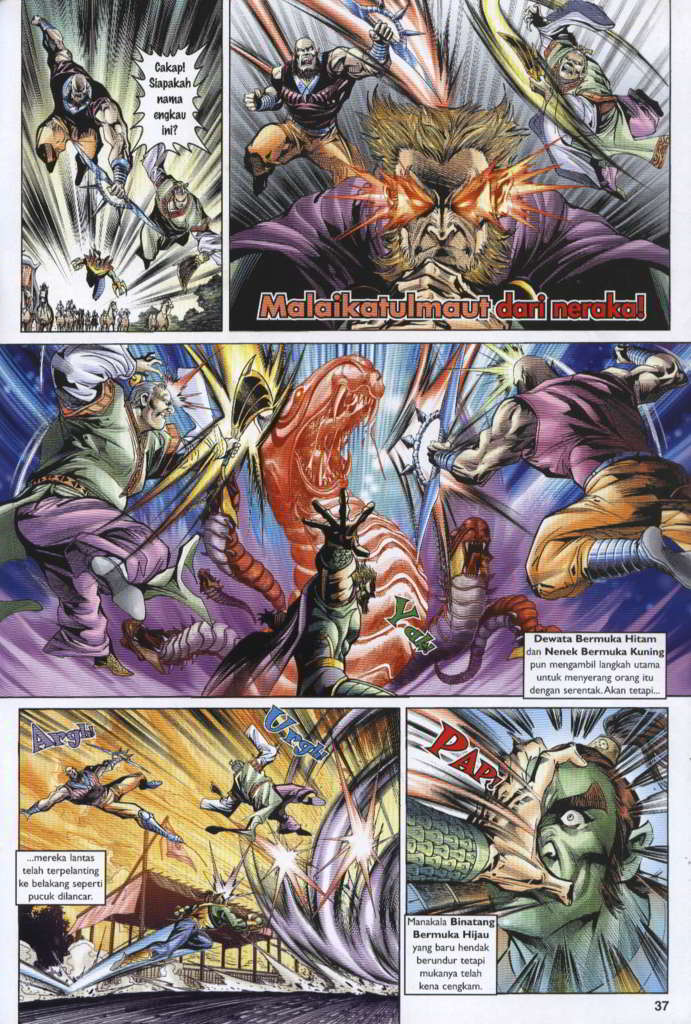 Cakap!
Siapakah
nama
engkau
ini?
Malaikatulmaut dari neraka!
Yah
Dewata Bermuka Hitam
dan Nenek Bermuka Kuning
pun mengambil langkah utama
untuk menyerang orang itu
dengan serentak. Akan tetapi...
Argh
Urgh
...mereka lantas
telah terpelanting
ke belakang seperti
pucuk dilancar.
PAP!
Manakala Binatang
Bermuka Hijau
yang baru hendak
berundur tetapi
mukanya telah
kena cengkam.
37